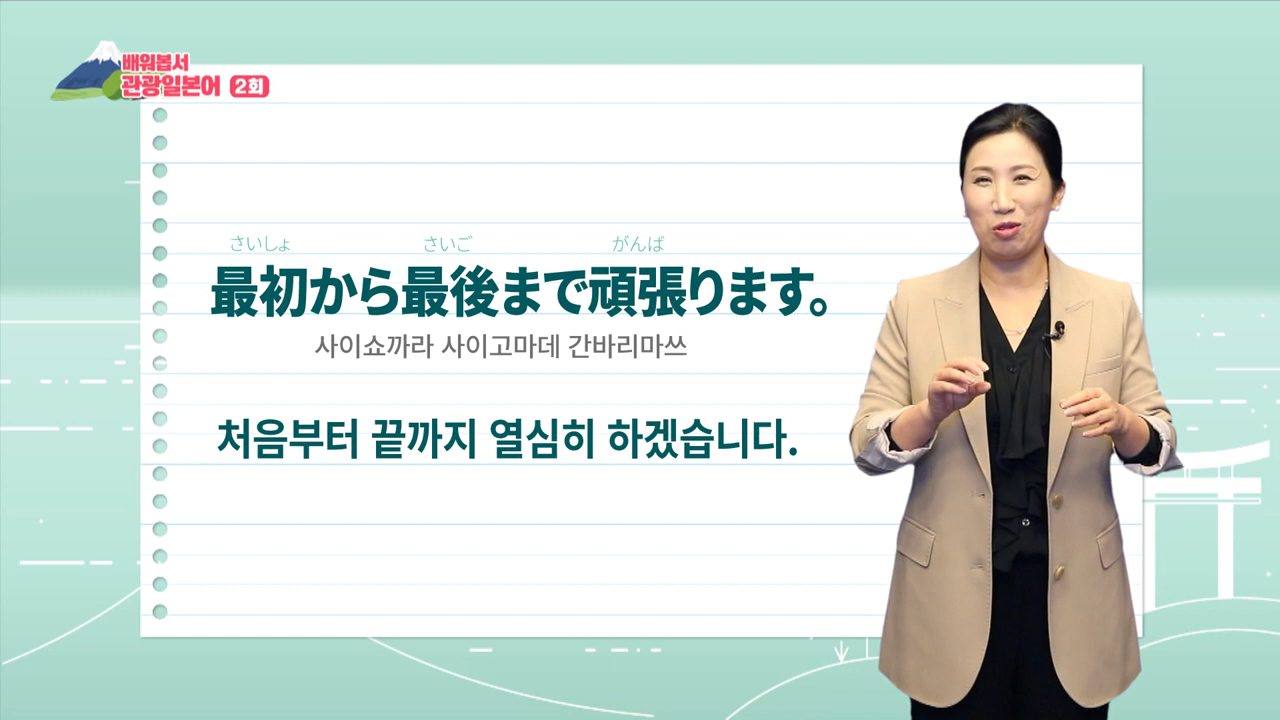 배워봅서
관광일본어 2회
さいしょ さいご がんば
最初から最後まで頑張ります。
사이쇼까라 사이고마데 간바리마쓰
처음부터 끝까지 열심히 하겠습니다.